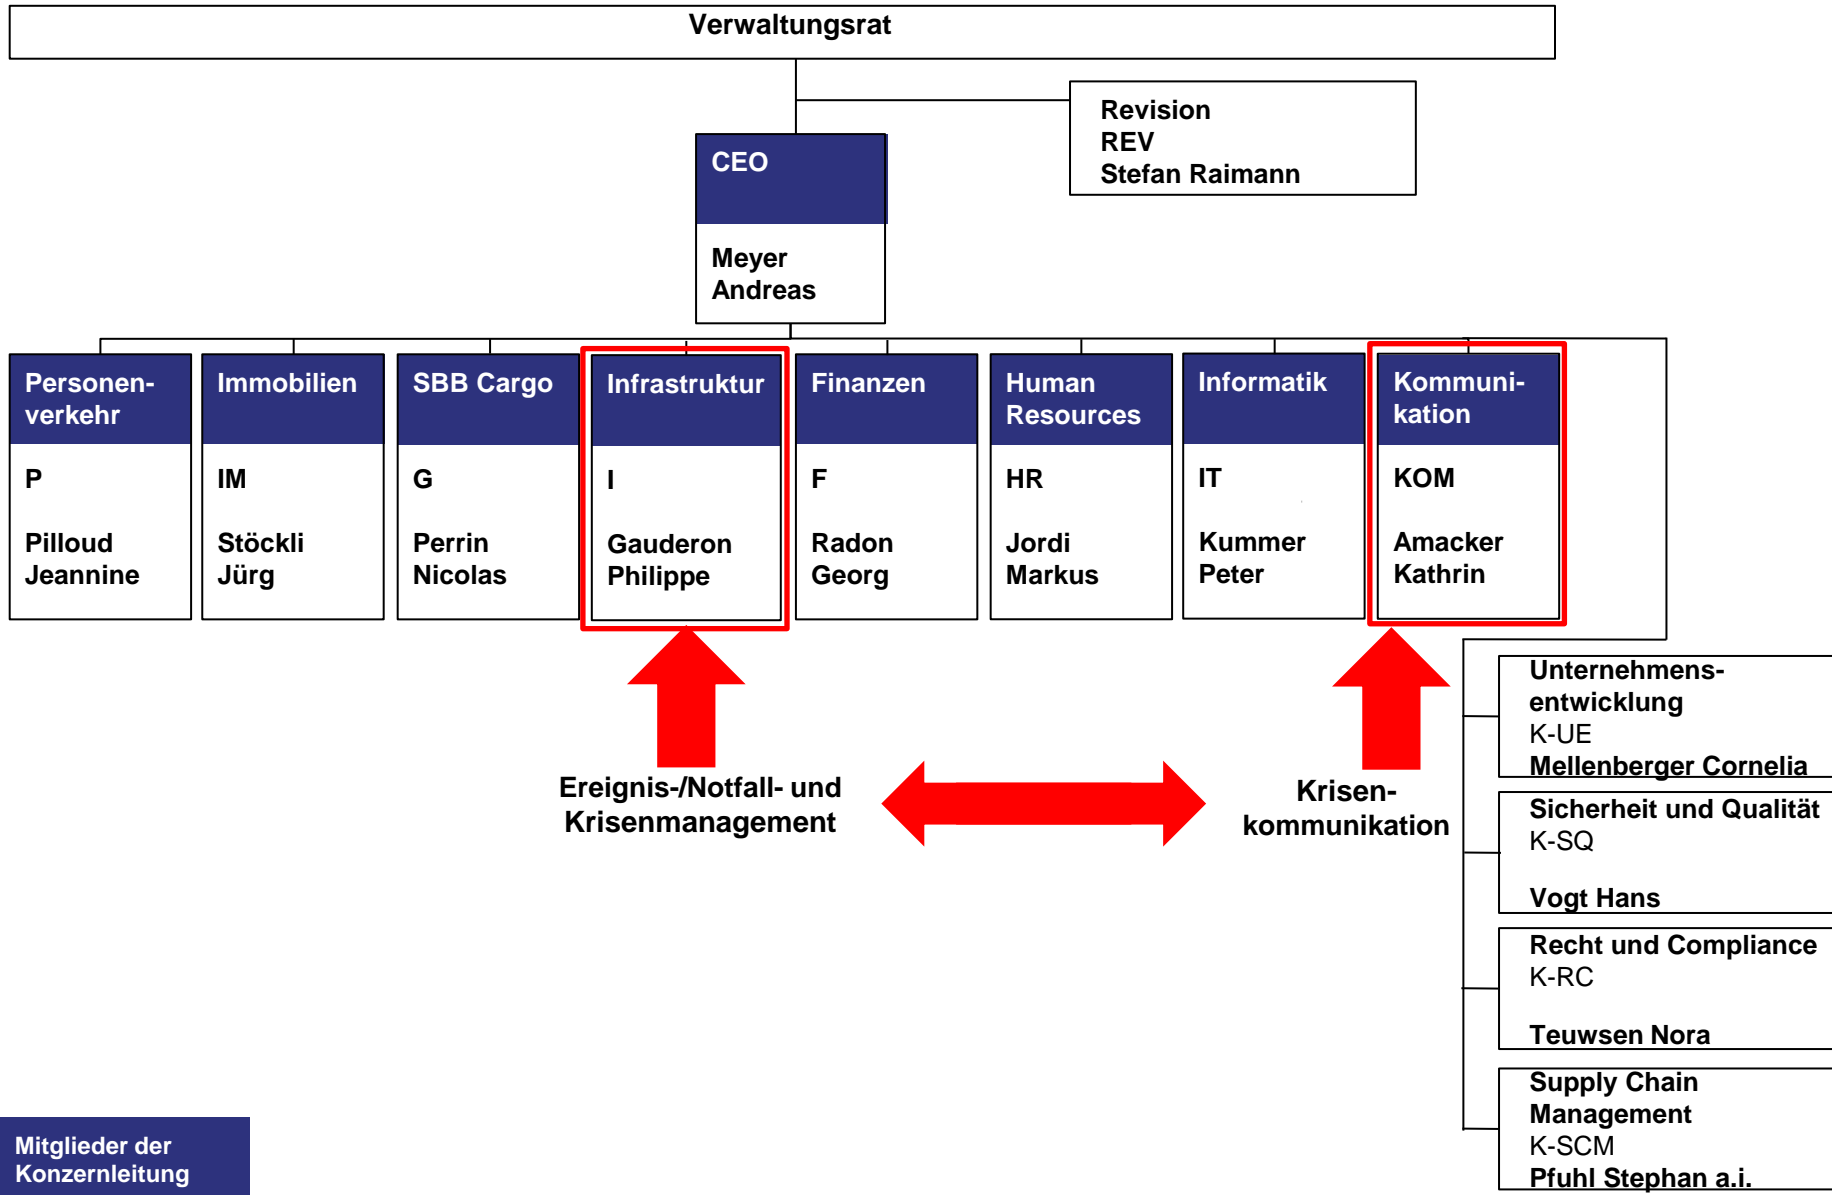 Verwaltungsrat
Revision
REV
Stefan Raimann
CEO
Meyer
Andreas
Personen-
verkehr
P
Pilloud
Jeannine
Immobilien
IM
Stöckli
Jürg
SBB Cargo
G
Perrin
Nicolas
Infrastruktur
I
Gauderon
Philippe
Finanzen
F
Radon
Georg
Human
Resources
HR
Jordi
Markus
Informatik
IT
Kummer
Peter
Kommuni-
kation
KOM
Amacker
Kathrin
Ereignis-/Notfall- und
Krisenmanagement
Krisen-
kommunikation
Unternehmens-
entwicklung
K-UE
Mellenberger Cornelia
Sicherheit und Qualität
K-SQ
Vogt Hans
Recht und Compliance
K-RC
Teuwsen Nora
Supply Chain
Management
K-SCM
Pfuhl Stephan a.i.
Mitglieder der
Konzernleitung